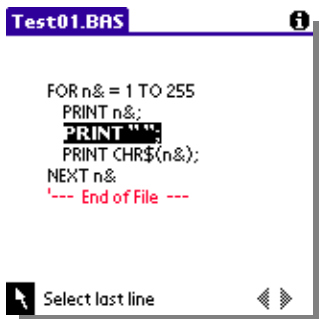 Test01.BAS
FOR n& = 1 TO 255
PRINT n&;
PRINT " ";
PRINT CHR$(n&);
NEXT n&
'--- End of File ---
Select last line